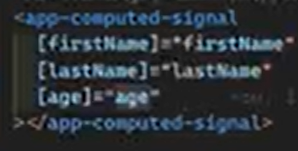 <app-computed-signal
[firstName]="firstName"
[lastName]="lastName"
[age]="age"
></app-computed-signal>